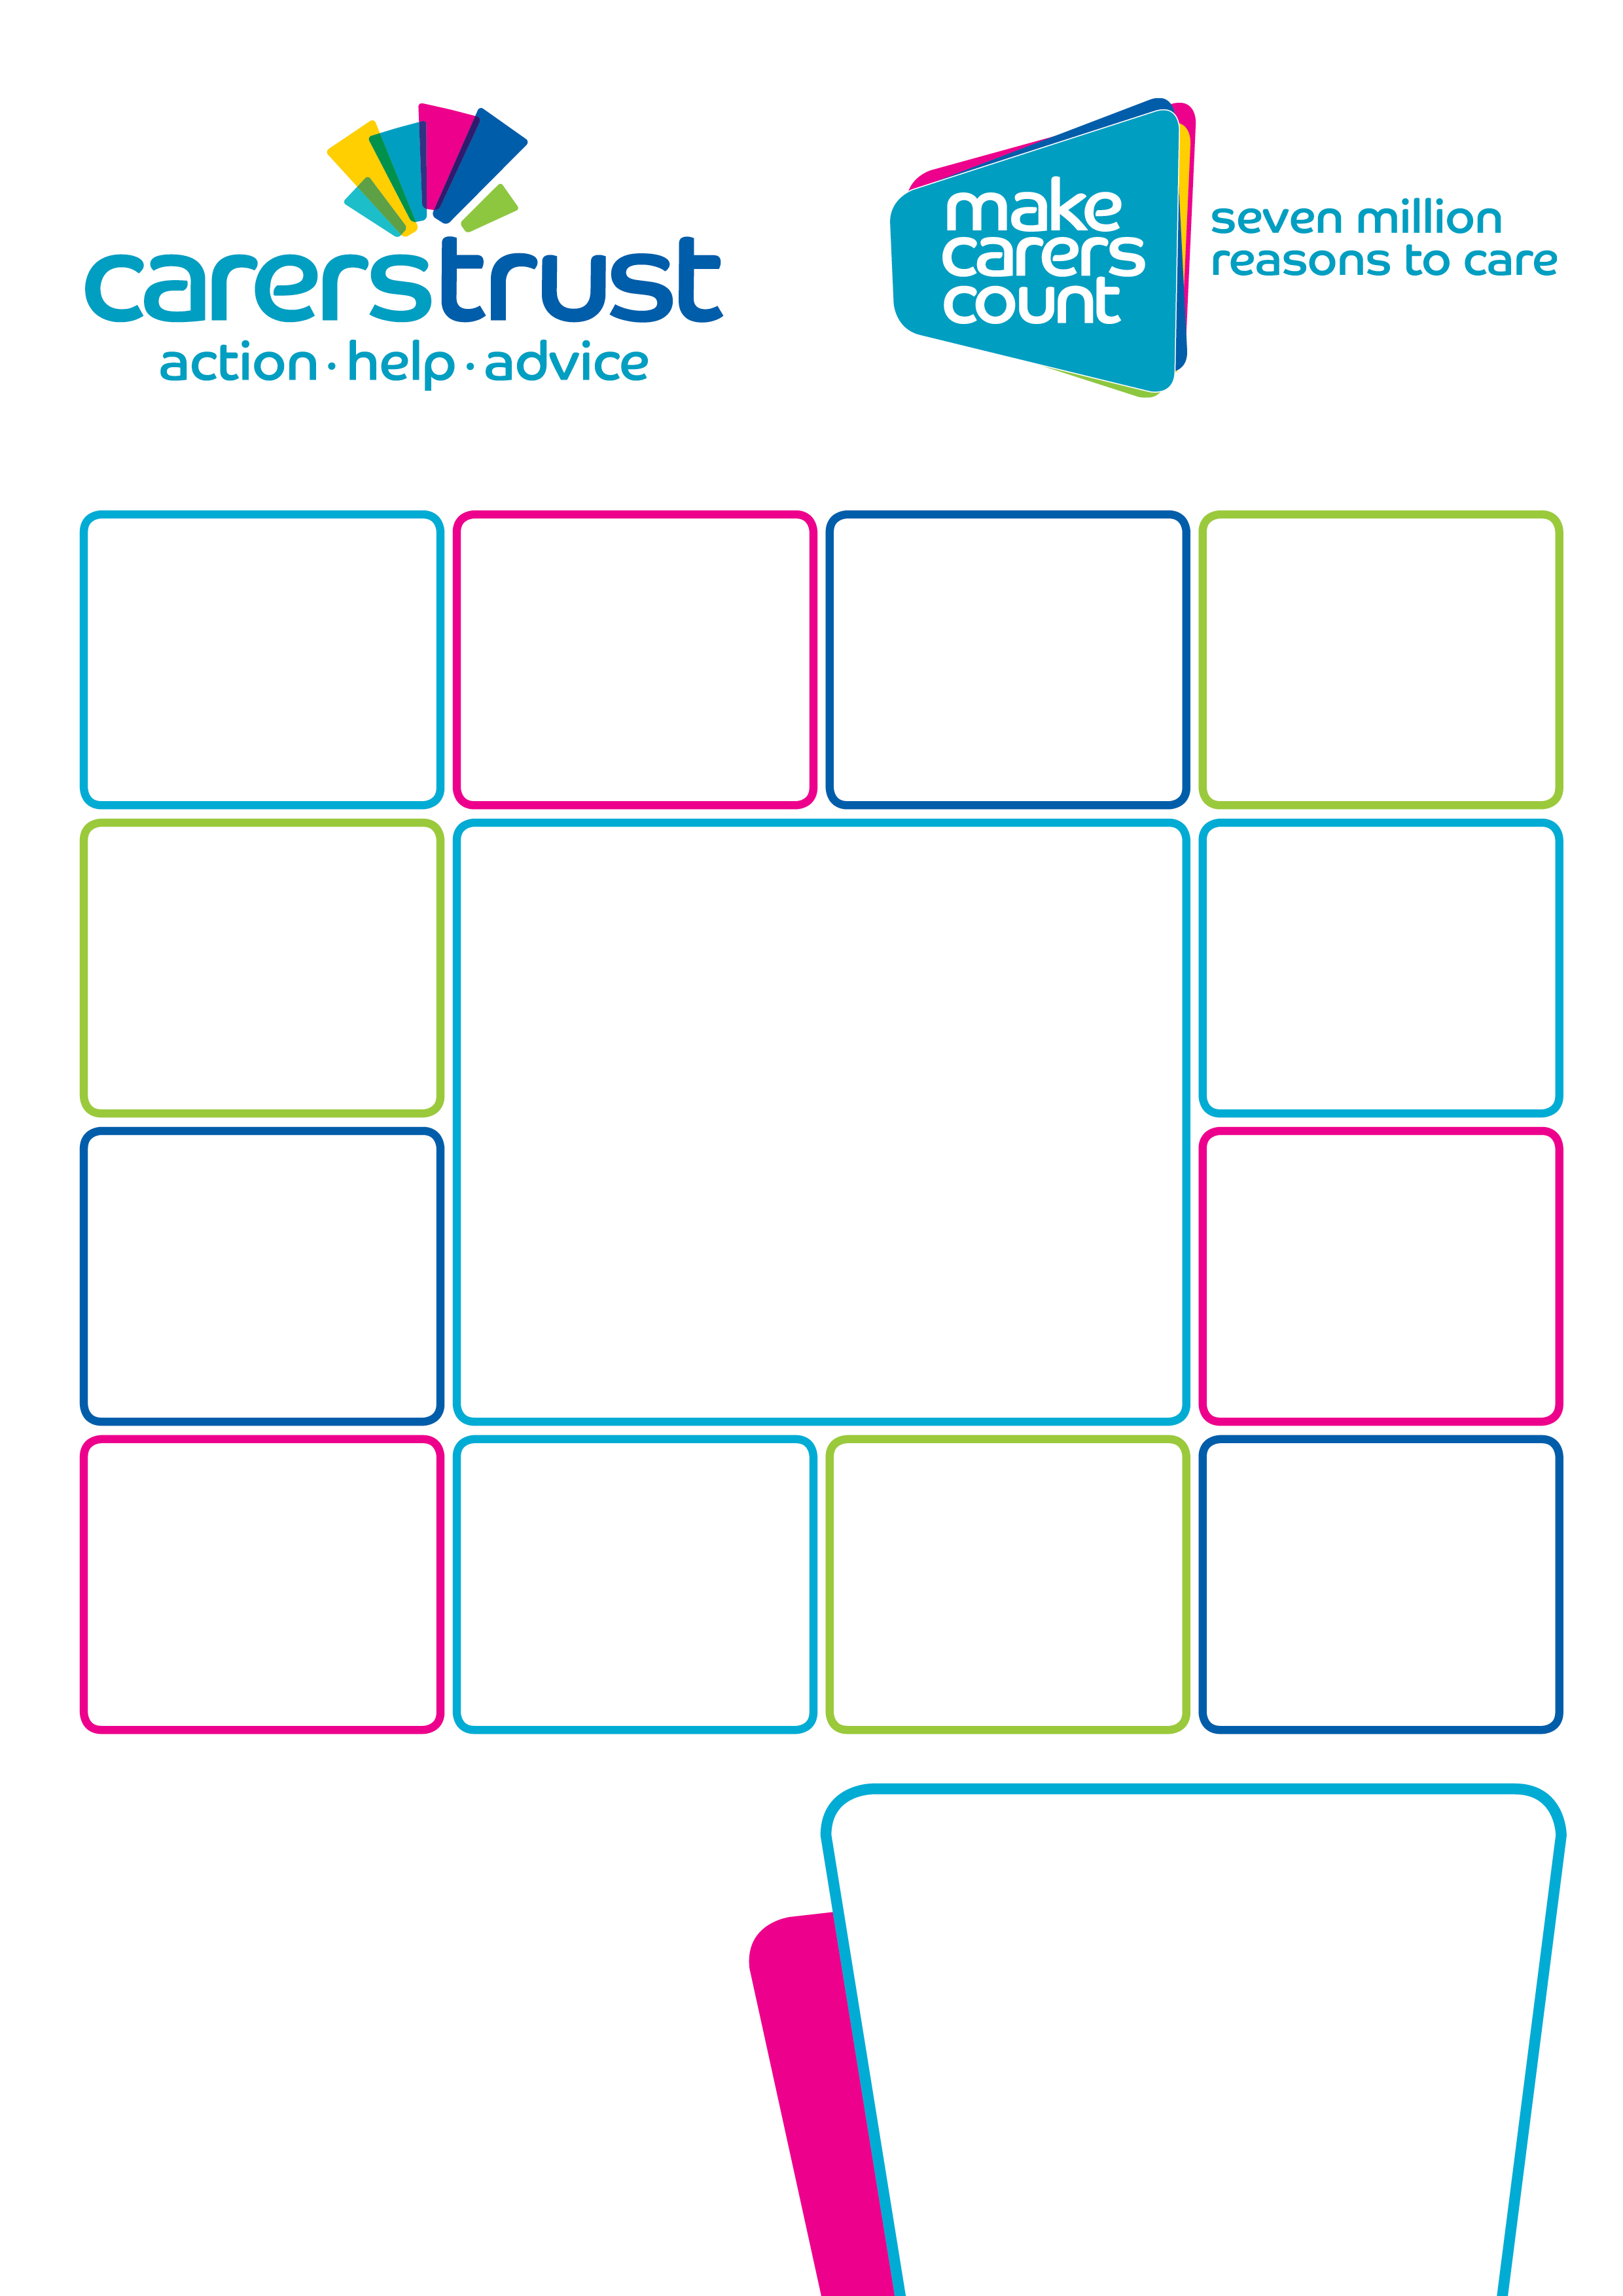 carerstrust
action · help · advice
make
carers
count
seven million
reasons to care